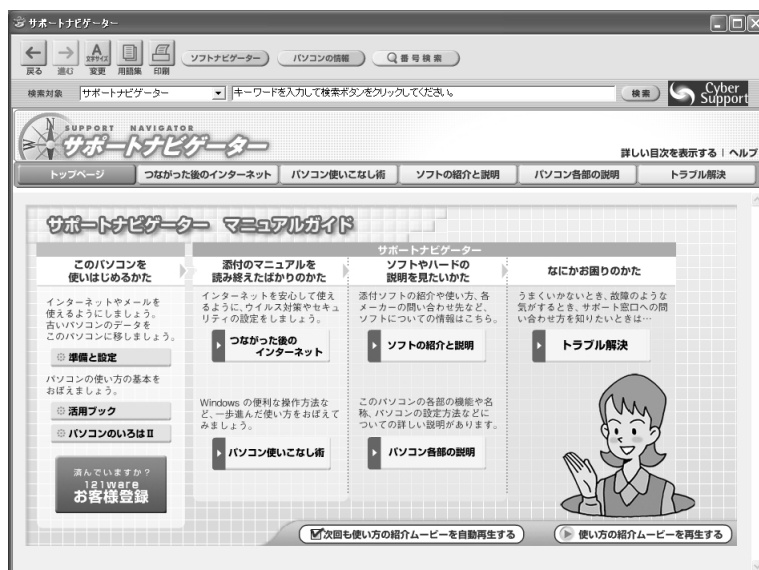 サポートナビゲーター
戻る 進む 文字サイズ 変更 用語集 印刷 ソフトナビゲーター パソコンの情報 番号検索
検索対象 サポートナビゲーター キーワードを入力して検索ボタンをクリックしてください。 検索 Cyber Support
SUPPORT NAVIGATOR
サポートナビゲーター
詳しい目次を表示する | ヘルプ
トップページ つながった後のインターネット パソコン使いこなし術 ソフトの紹介と説明 パソコン各部の説明 トラブル解決
サポートナビゲーター マニュアルガイド
サポートナビゲーター
このパソコンを
使いはじめるかた
インターネットやメールを
使えるようにしましょう。
古いパソコンのデータを
このパソコンに移しましょう。
準備と設定
パソコンの使い方の基本を
おぼえましょう。
活用ブック
パソコンのいろはⅡ
済んでいますか?
121ware
お客様登録
添付のマニュアルを
読み終えたばかりのかた
インターネットを安心して使え
るように、ウイルス対策やセキュ
リティの設定をしましょう。
つながった後の
インターネット
Windows の便利な操作方法な
ど、一歩進んだ使い方をおぼえて
みましょう。
パソコン使いこなし術
ソフトやハードの
説明を見たいかた
添付ソフトの紹介や使い方、各
メーカーの問い合わせ先など、
ソフトについての情報はこちら。
ソフトの紹介と説明
このパソコンの各部の機能や名
称、パソコンの設定方法などに
ついての詳しい説明があります。
パソコン各部の説明
なにかお困りのかた
うまくいかないとき、故障のような
気がするとき、サポート窓口への問
い合わせ方を知りたいときは…
トラブル解決
次回も使い方の紹介ムービーを自動再生する
使い方の紹介ムービーを再生する